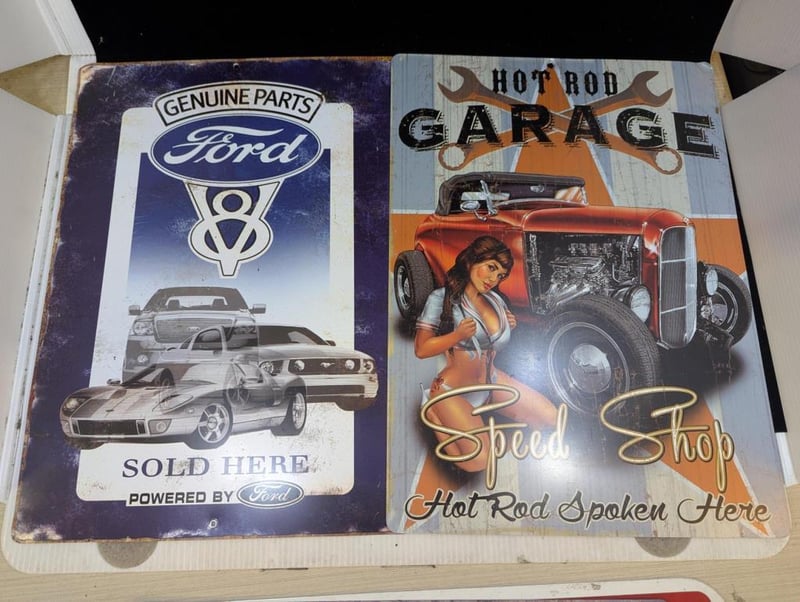 GENUINE PARTS
Ford
V8
SOLD HERE
POWERED BY Ford
HOT ROD
GARAGE
Speed Shop
Hot Rod Spoken Here